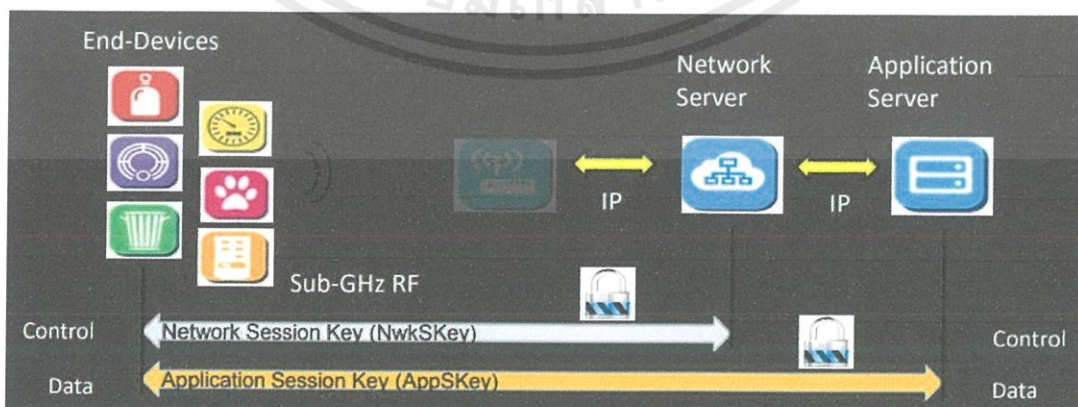 End-Devices
Network
Server
Application
Server
IP
IP
Sub-GHz RF
Control
Network Session Key (NwkSKey)
Control
Data
Application Session Key (AppSKey)
Data